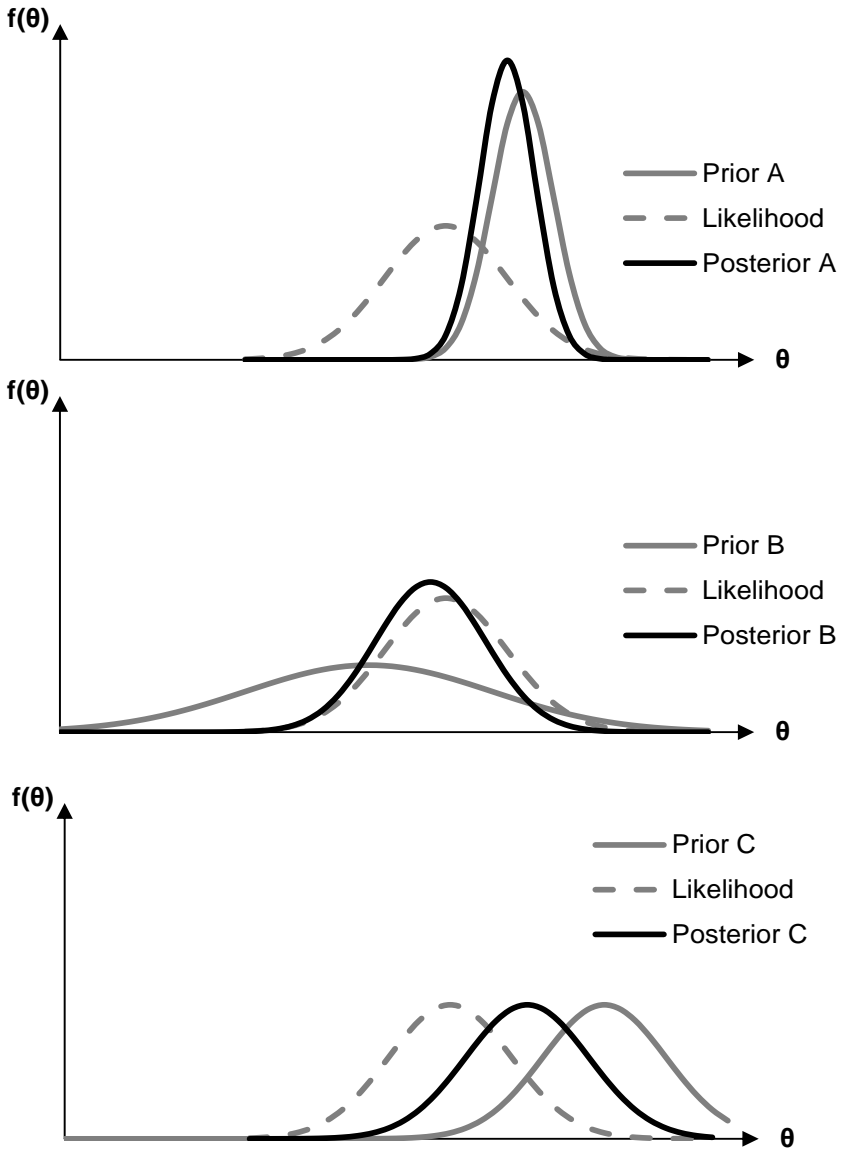 f(θ)
Prior A
Likelihood
Posterior A
θ
f(θ)
Prior B
Likelihood
Posterior B
θ
f(θ)
Prior C
Likelihood
Posterior C
θ